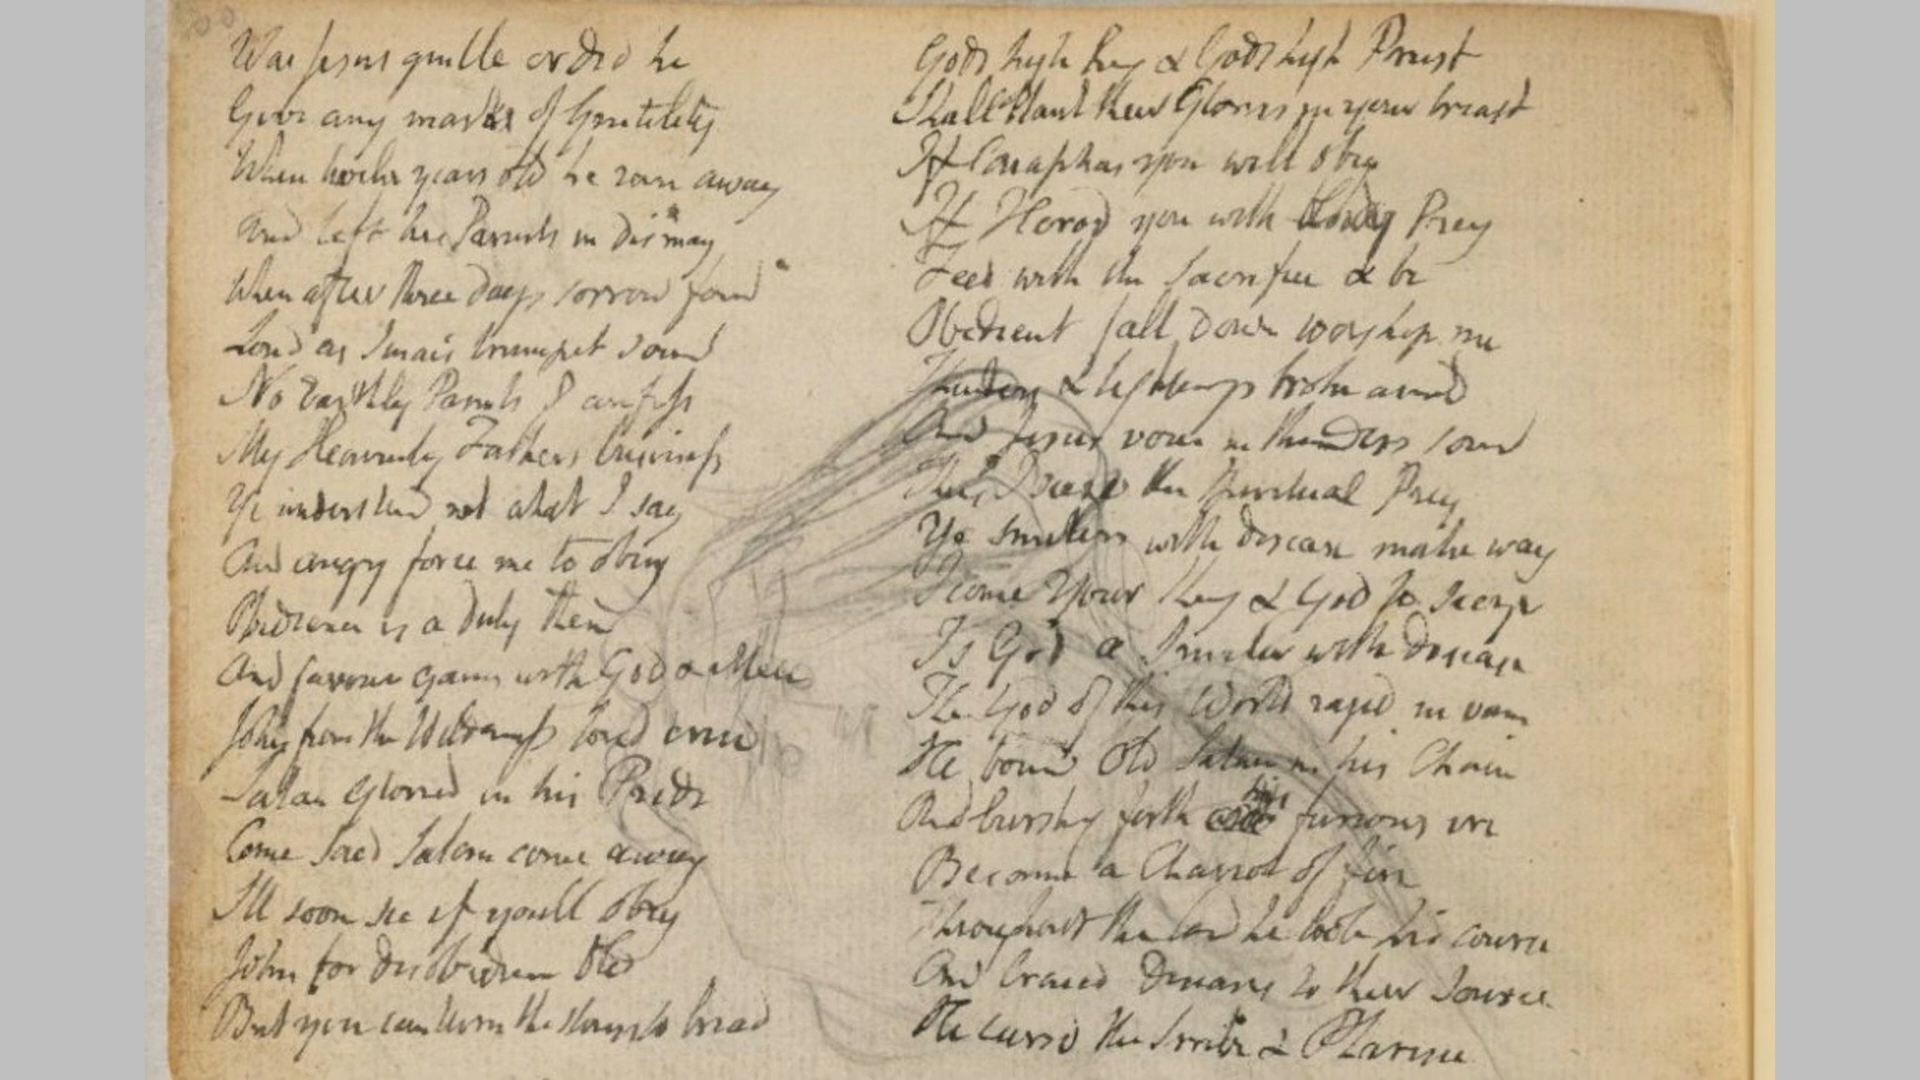 Was Jesus gentle or did he
Give any marks of Gentility
When twelve years old he ran away
And left his Parents in dismay
When after three days sorrow found
Loud as Sinais trumpet sound
No Earthly Parents I confess
My Heavenly Fathers business
Ye understand not what I say
And angry force me to obey
Obedience is a duty then
And favour gains with God & Men
John from the Wilderness loud cried
Satan gloried in his Pride
Come said Satan come away
Ill soon see if youll obey
John for disobedience bled
But you can turn the stones to bread
Gods high king & Gods high Priest
Shall Plant their Glories in your breast
If Caiaphas you will obey
If Herod you with bloody Prey
Feed with the Sacrifice & be
Obedient fall down worship me
Thunders & lightnings broke around
And Jesus voice in thunders sound
Thus I seize the Spiritual Prey
Ye smiters with disease make way
I come Your King & God to seize
Is God a Smiter with disease
The God of this World raged in vain
He bound Old Satan in his Chain
And bursting forth his furious ire
Became a Chariot of fire
Throughout the land he took his course
And traced Diseases to their Source
He cursd the Scribe & Pharisee